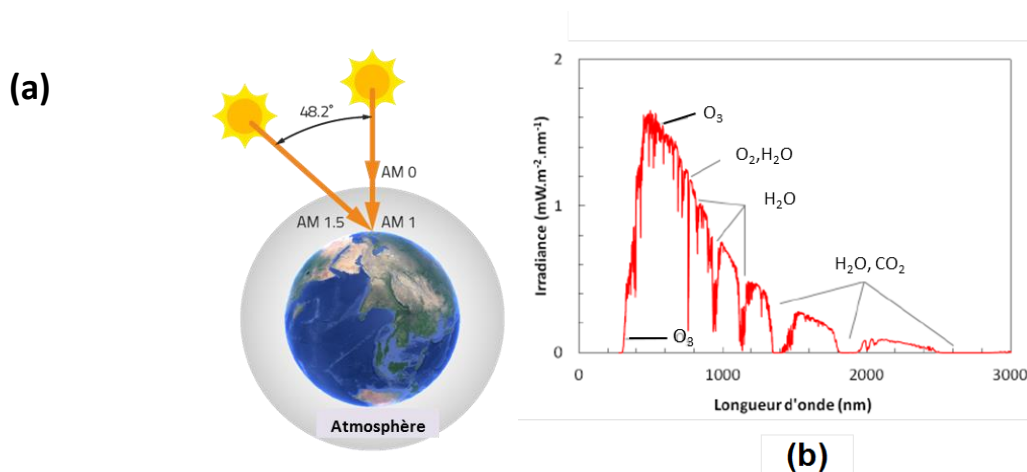 (a)
48.2°
AM 0
AM 1.5
AM 1
Atmosphère
2
1
0
Irradiance (mW.m⁻².nm⁻¹)
O₃
O₂,H₂O
H₂O
H₂O, CO₂
O₃
0
1000
2000
3000
Longueur d'onde (nm)
(b)